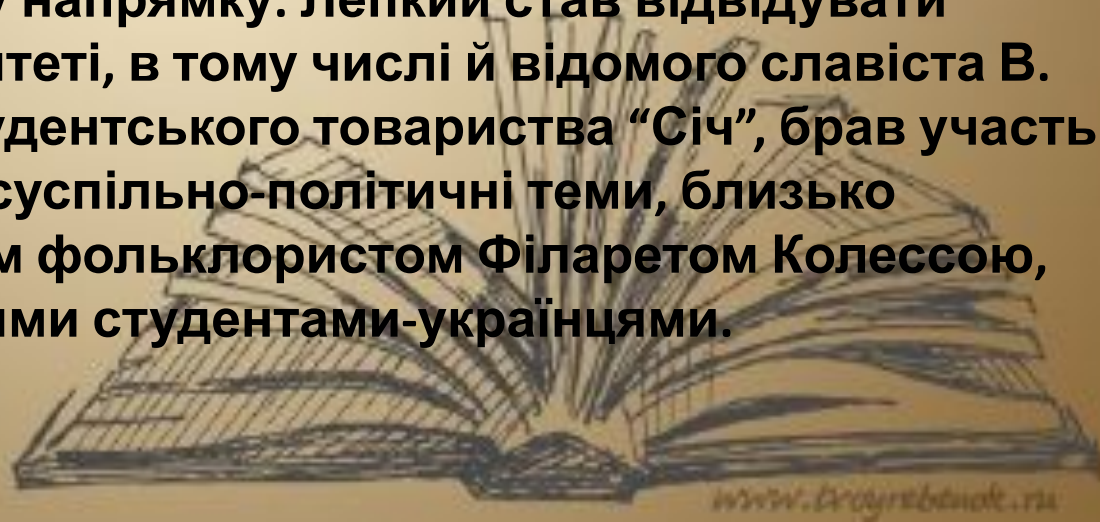 напрямку. Лепкий став відвідувати
теті, в тому числі й відомого славіста В.
удентського товариства “Січ”, брав участь
суспільно-політичні теми, близько
м фольклористом Філаретом Колессою,
ими студентами-українцями.